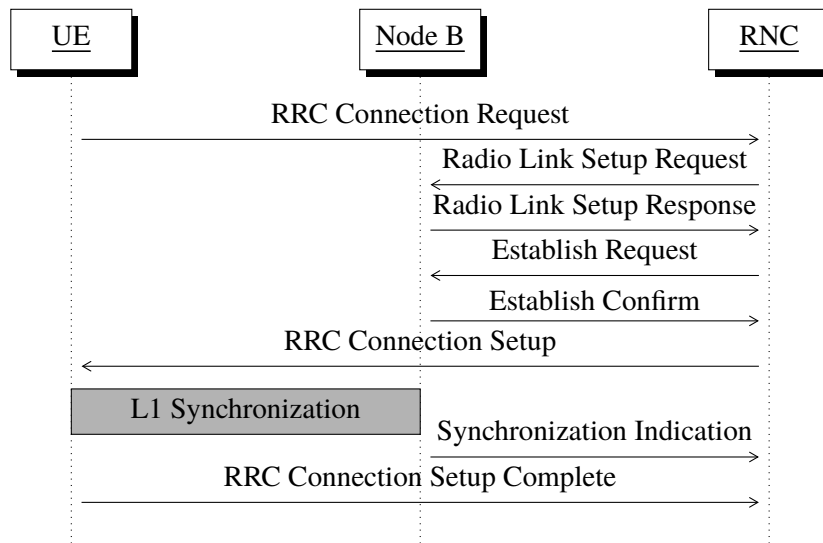 UE
Node B
RNC
RRC Connection Request
Radio Link Setup Request
Radio Link Setup Response
Establish Request
Establish Confirm
RRC Connection Setup
L1 Synchronization
Synchronization Indication
RRC Connection Setup Complete